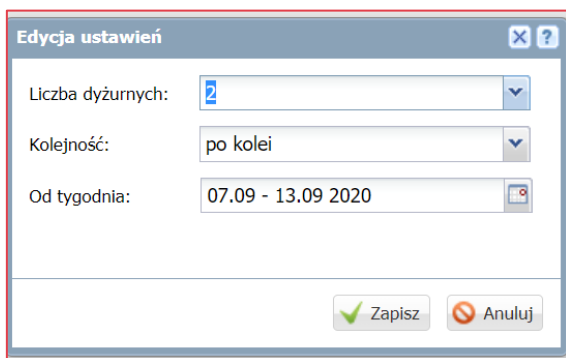 Edycja ustawień
Liczba dyżurnych: 2
Kolejność: po kolei
Od tygodnia: 07.09 - 13.09 2020
Zapisz Anuluj